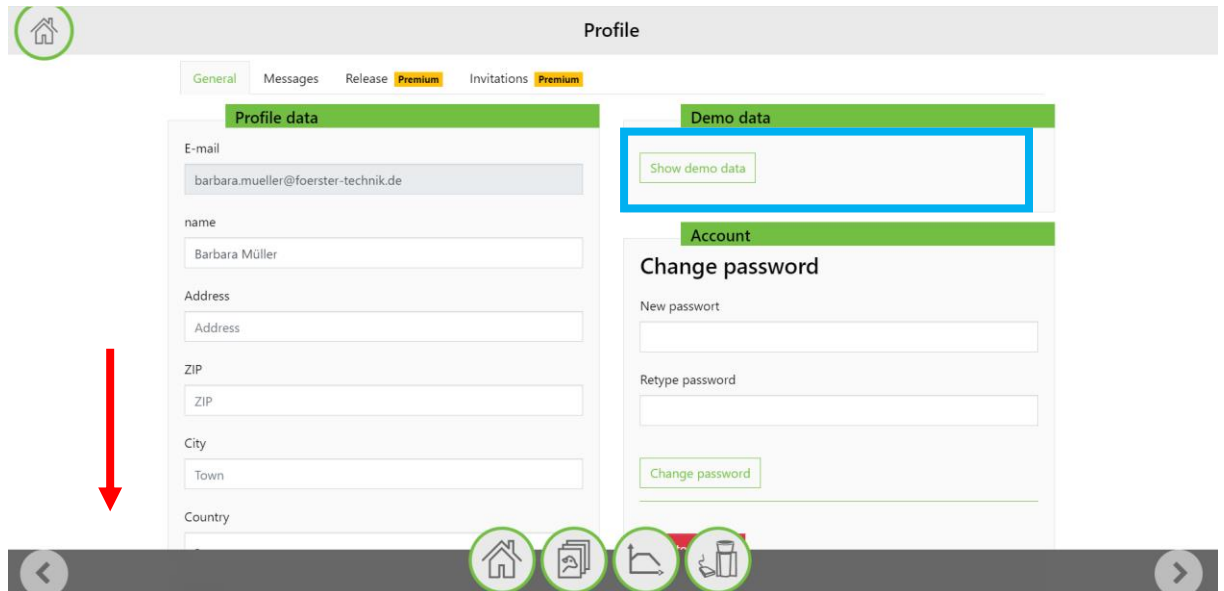 Profile
General Messages Release Premium Invitations Premium
Profile data
E-mail
barbara.mueller@foerster-technik.de
name
Barbara Müller
Address
Address
ZIP
ZIP
City
Town
Country
Demo data
Show demo data
Account
Change password
New passwort
Retype password
Change password